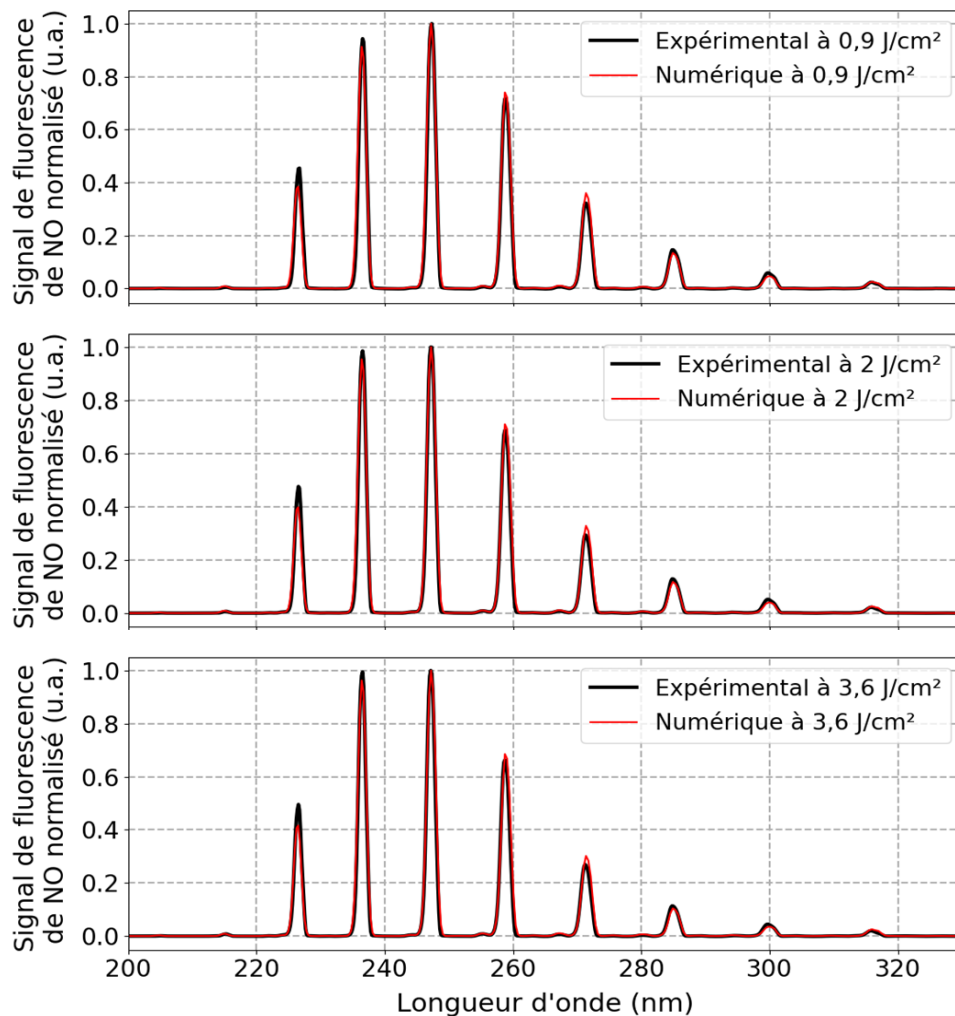 Signal de fluorescence
de NO normalisé (u.a.)
1.0
0.8
0.6
0.4
0.2
0.0
Expérimental à 0,9 J/cm²
Numérique à 0,9 J/cm²
Signal de fluorescence
de NO normalisé (u.a.)
1.0
0.8
0.6
0.4
0.2
0.0
Expérimental à 2 J/cm²
Numérique à 2 J/cm²
Signal de fluorescence
de NO normalisé (u.a.)
1.0
0.8
0.6
0.4
0.2
0.0
Expérimental à 3,6 J/cm²
Numérique à 3,6 J/cm²
200 220 240 260 280 300 320
Longueur d'onde (nm)